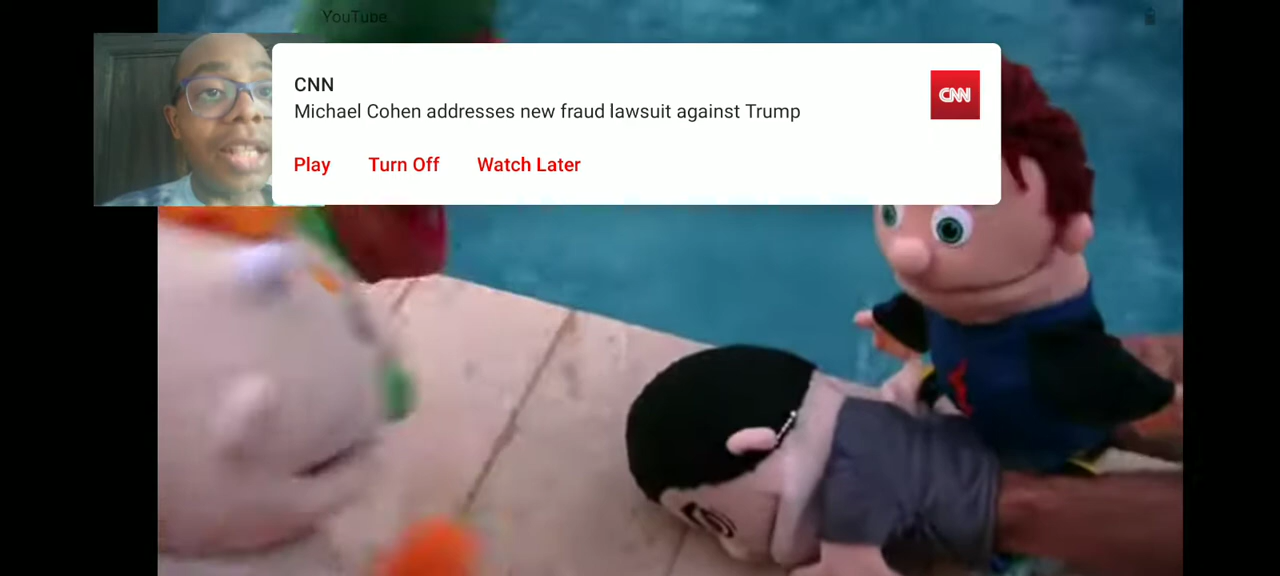 YouTube
CNN
Michael Cohen addresses new fraud lawsuit against Trump
CNN
Play Turn Off Watch Later